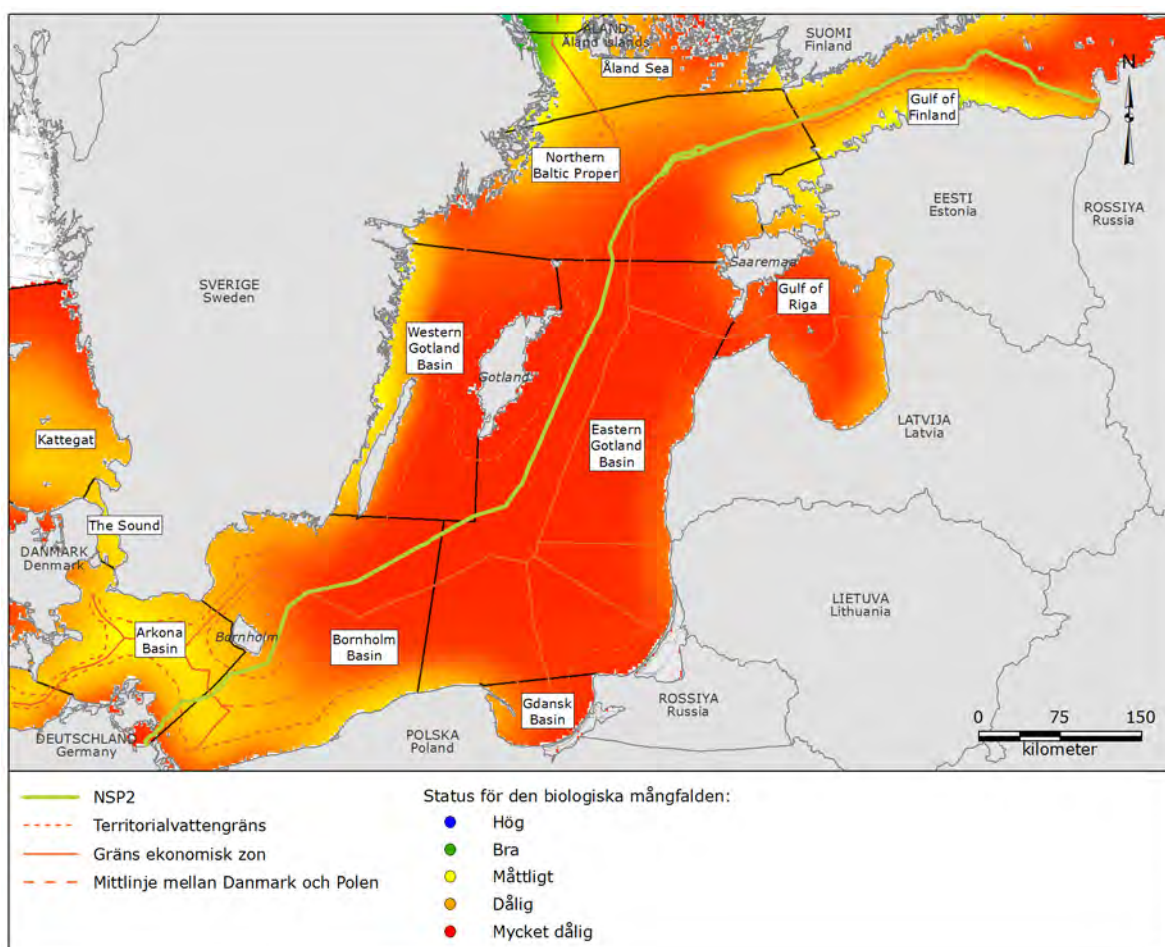 ÅLAND
Åland islands
SUOMI
Finland
Åland Sea
N
Gulf of
Finland
Northern
Baltic Proper
EESTI
Estonia
ROSSIYA
Russia
SVERIGE
Sweden
Saaremaa
Gulf of
Riga
Western
Gotland
Basin
Gotland
Kattegat
Eastern
Gotland
Basin
LATVIJA
Latvia
The Sound
DANMARK
Denmark
LIETUVA
Lithuania
Arkona
Basin
Bornholm
Bornholm
Basin
Gdansk
Basin
ROSSIYA
Russia
DEUTSCHLAND
Germany
POLSKA
Poland
0 75 150
kilometer
NSP2
Territorialvattengräns
Gräns ekonomisk zon
Mittlinje mellan Danmark och Polen
Status för den biologiska mångfalden:
Hög
Bra
Måttligt
Dålig
Mycket dålig